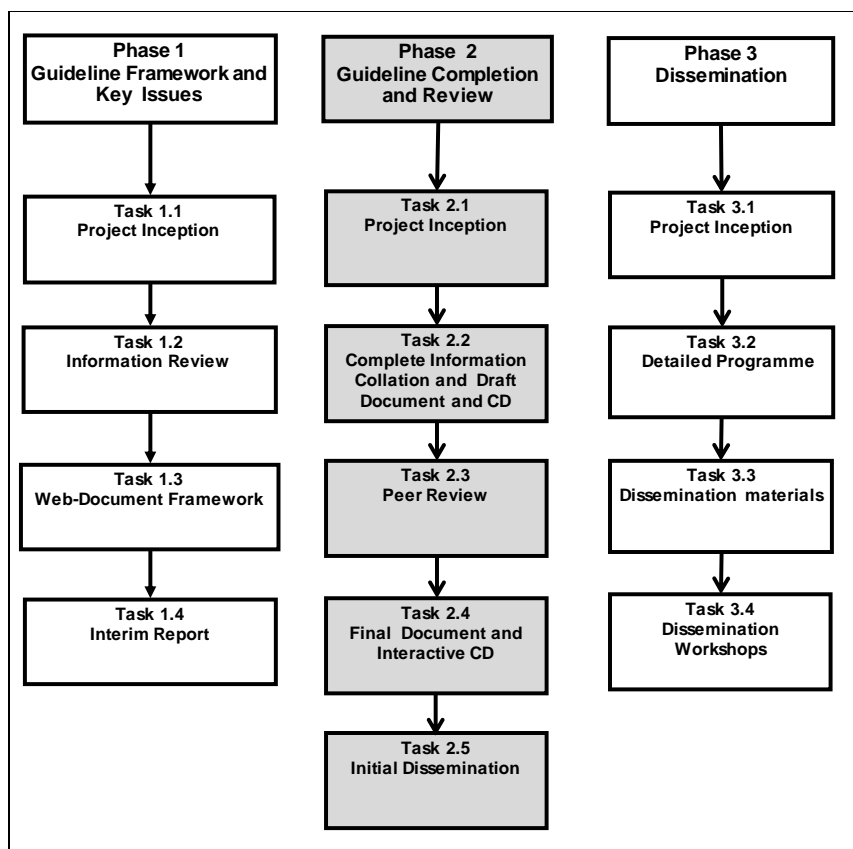 Phase 1
Guideline Framework and
Key Issues
Task 1.1
Project Inception
Task 1.2
Information Review
Task 1.3
Web-Document Framework
Task 1.4
Interim Report
Phase 2
Guideline Completion
and Review
Task 2.1
Project Inception
Task 2.2
Complete Information
Collation and Draft
Document and CD
Task 2.3
Peer Review
Task 2.4
Final Document and
Interactive CD
Task 2.5
Initial Dissemination
Phase 3
Dissemination
Task 3.1
Project Inception
Task 3.2
Detailed Programme
Task 3.3
Dissemination materials
Task 3.4
Dissemination
Workshops